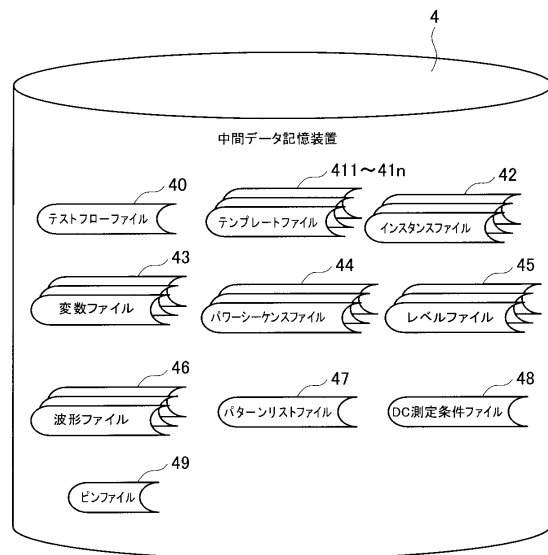 4
中間データ記憶装置
40
テストフローファイル
411～41n
テンプレートファイル
42
インスタンスファイル
43
変数ファイル
44
パワーシーケンスファイル
45
レベルファイル
46
波形ファイル
47
パターンリストファイル
48
DC測定条件ファイル
49
ピンファイル